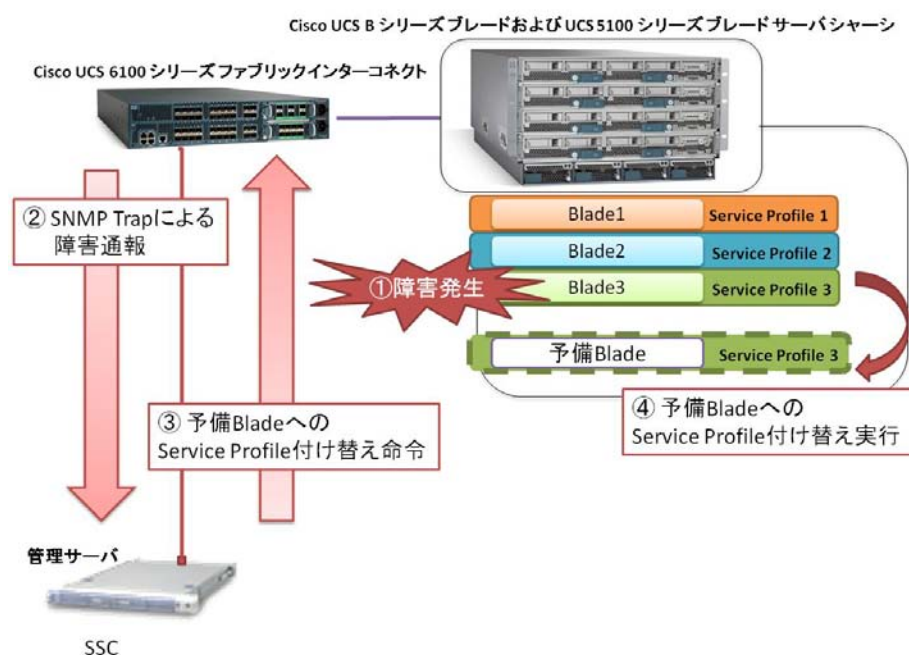 Cisco UCS B シリーズブレードおよび UCS 5100 シリーズブレードサーバシャーシ
Cisco UCS 6100 シリーズファブリックインターコネクト
② SNMP Trapによる
障害通報
①障害発生
Blade1 Service Profile 1
Blade2 Service Profile 2
Blade3 Service Profile 3
予備Blade Service Profile 3
③ 予備Bladeへの
Service Profile付け替え命令
④ 予備Bladeへの
Service Profile付け替え実行
管理サーバ
SSC